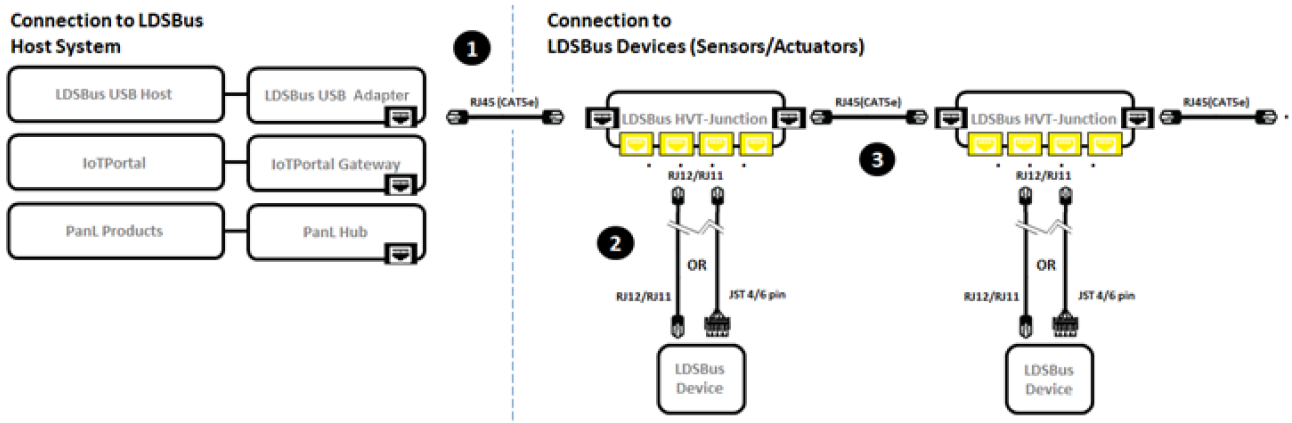 Connection to LDSBus
Host System
LDSBus USB Host
LDSBus USB Adapter
IoTPortal
IoTPortal Gateway
PanL Products
PanL Hub
1
RJ45 (CAT5e)
Connection to
LDSBus Devices (Sensors/Actuators)
LDSBus HVT-Junction
RJ45(CAT5e)
LDSBus HVT-Junction
RJ45(CAT5e)
3
RJ12/RJ11
RJ12/RJ11
2
OR
OR
RJ12/RJ11
JST 4/6 pin
RJ12/RJ11
JST 4/6 pin
LDSBus
Device
LDSBus
Device